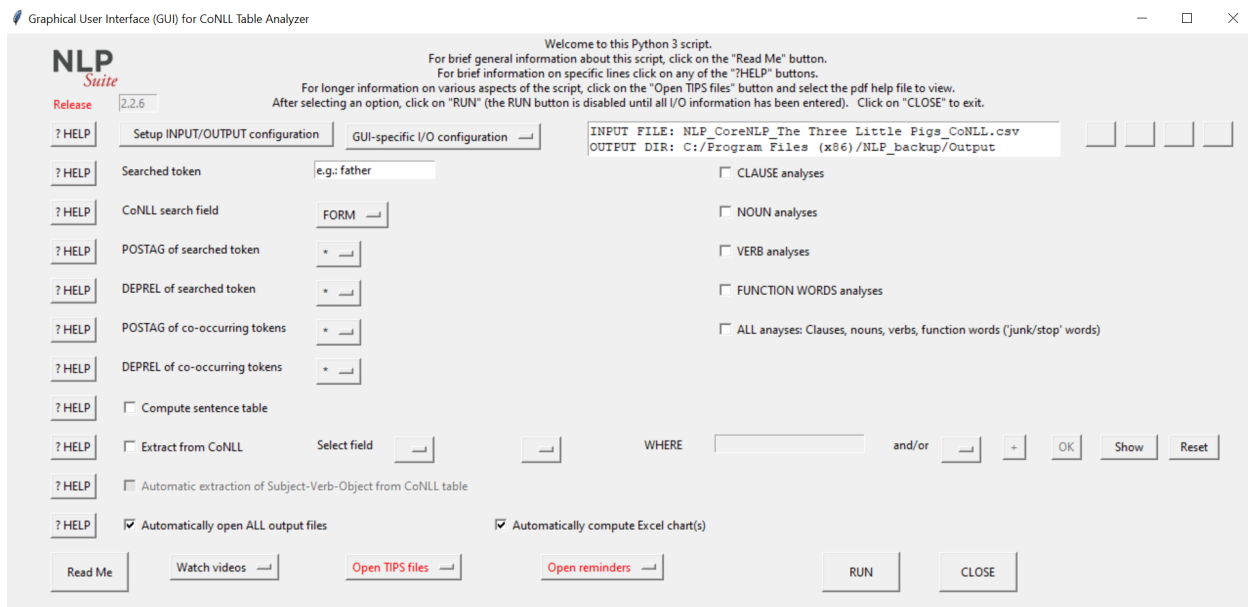 Graphical User Interface (GUI) for CoNLL Table Analyzer
NLP
Suite
Release 2.2.6
Welcome to this Python 3 script.
For brief general information about this script, click on the "Read Me" button.
For brief information on specific lines click on any of the "?HELP" buttons.
For longer information on various aspects of the script, click on the "Open TIPS files" button and select the pdf help file to view.
After selecting an option, click on "RUN" (the RUN button is disabled until all I/O information has been entered). Click on "CLOSE" to exit.
? HELP Setup INPUT/OUTPUT configuration GUI-specific I/O configuration
INPUT FILE: NLP_CoreNLP_The Three Little Pigs_CoNLL.csv
OUTPUT DIR: C:/Program Files (x86)/NLP_backup/Output
? HELP Searched token e.g.: father CLAUSE analyses
? HELP CoNLL search field FORM NOUN analyses
? HELP POSTAG of searched token * VERB analyses
? HELP DEPREL of searched token * FUNCTION WORDS analyses
? HELP POSTAG of co-occurring tokens * ALL anayses: Clauses, nouns, verbs, function words ('junk/stop' words)
? HELP DEPREL of co-occurring tokens *
? HELP Compute sentence table
? HELP Extract from CoNLL Select field WHERE and/or + OK Show Reset
? HELP Automatic extraction of Subject-Verb-Object from CoNLL table
? HELP Automatically open ALL output files Automatically compute Excel chart(s)
Read Me Watch videos Open TIPS files Open reminders RUN CLOSE